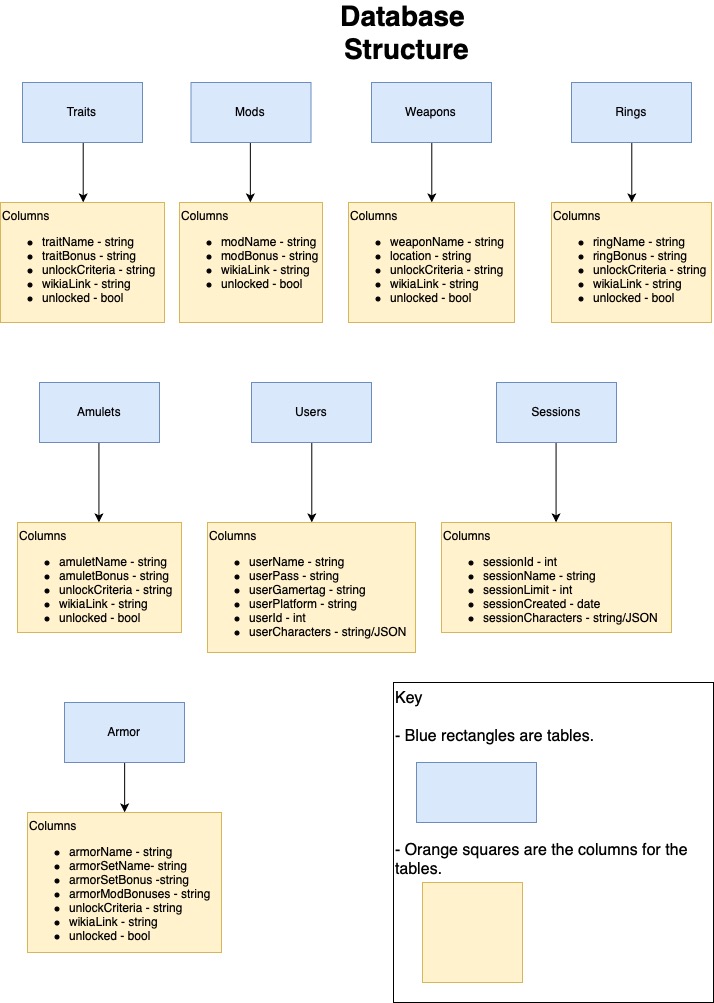 Database
Structure
Traits
Mods
Weapons
Rings
Columns
• traitName - string
• traitBonus - string
• unlockCriteria - string
• wikiaLink - string
• unlocked - bool
Columns
• modName - string
• modBonus - string
• wikiaLink - string
• unlocked - bool
Columns
• weaponName - string
• location - string
• unlockCriteria - string
• wikiaLink - string
• unlocked - bool
Columns
• ringName - string
• ringBonus - string
• unlockCriteria - string
• wikiaLink - string
• unlocked - bool
Amulets
Users
Sessions
Columns
• amuletName - string
• amuletBonus - string
• unlockCriteria - string
• wikiaLink - string
• unlocked - bool
Columns
• userName - string
• userPass - string
• userGamertag - string
• userPlatform - string
• userId - int
• userCharacters - string/JSON
Columns
• sessionId - int
• sessionName - string
• sessionLimit - int
• sessionCreated - date
• sessionCharacters - string/JSON
Armor
Columns
• armorName - string
• armorSetName- string
• armorSetBonus -string
• armorModBonuses - string
• unlockCriteria - string
• wikiaLink - string
• unlocked - bool
Key
- Blue rectangles are tables.
- Orange squares are the columns for the
tables.